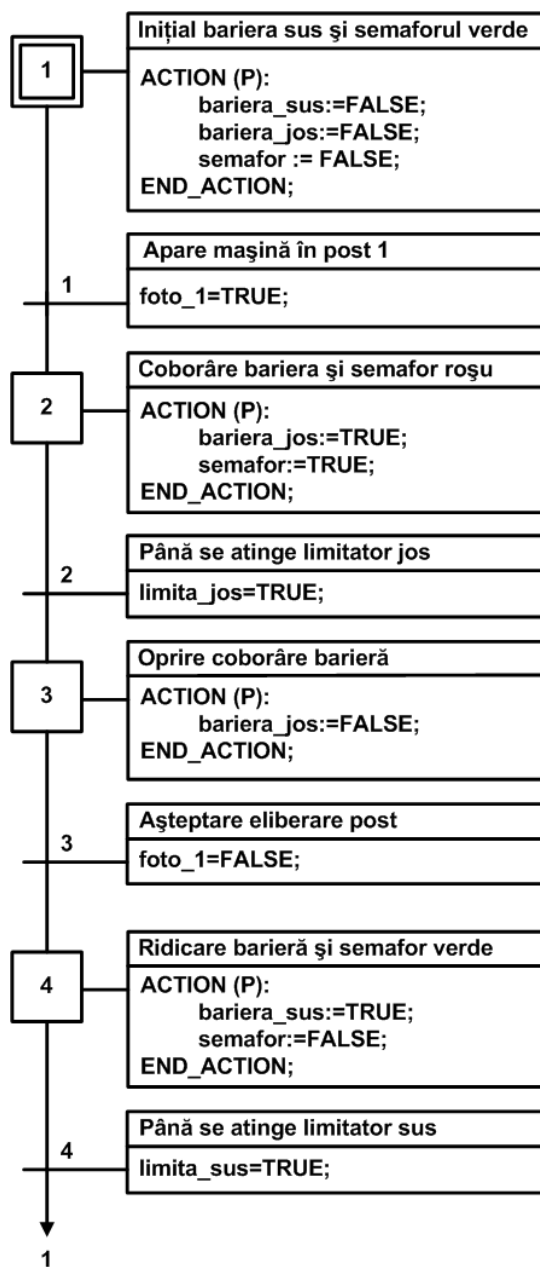 Iniţial bariera sus şi semaforul verde
1
ACTION (P):
bariera_sus:=FALSE;
bariera_jos:=FALSE;
semafor := FALSE;
END_ACTION;
Apare maşină în post 1
1
foto_1=TRUE;
Coborâre bariera şi semafor roşu
2
ACTION (P):
bariera_jos:=TRUE;
semafor:=TRUE;
END_ACTION;
Până se atinge limitator jos
2
limita_jos=TRUE;
Oprire coborâre barieră
3
ACTION (P):
bariera_jos:=FALSE;
END_ACTION;
Aşteptare eliberare post
3
foto_1=FALSE;
Ridicare barieră şi semafor verde
4
ACTION (P):
bariera_sus:=TRUE;
semafor:=FALSE;
END_ACTION;
Până se atinge limitator sus
4
limita_sus=TRUE;
1